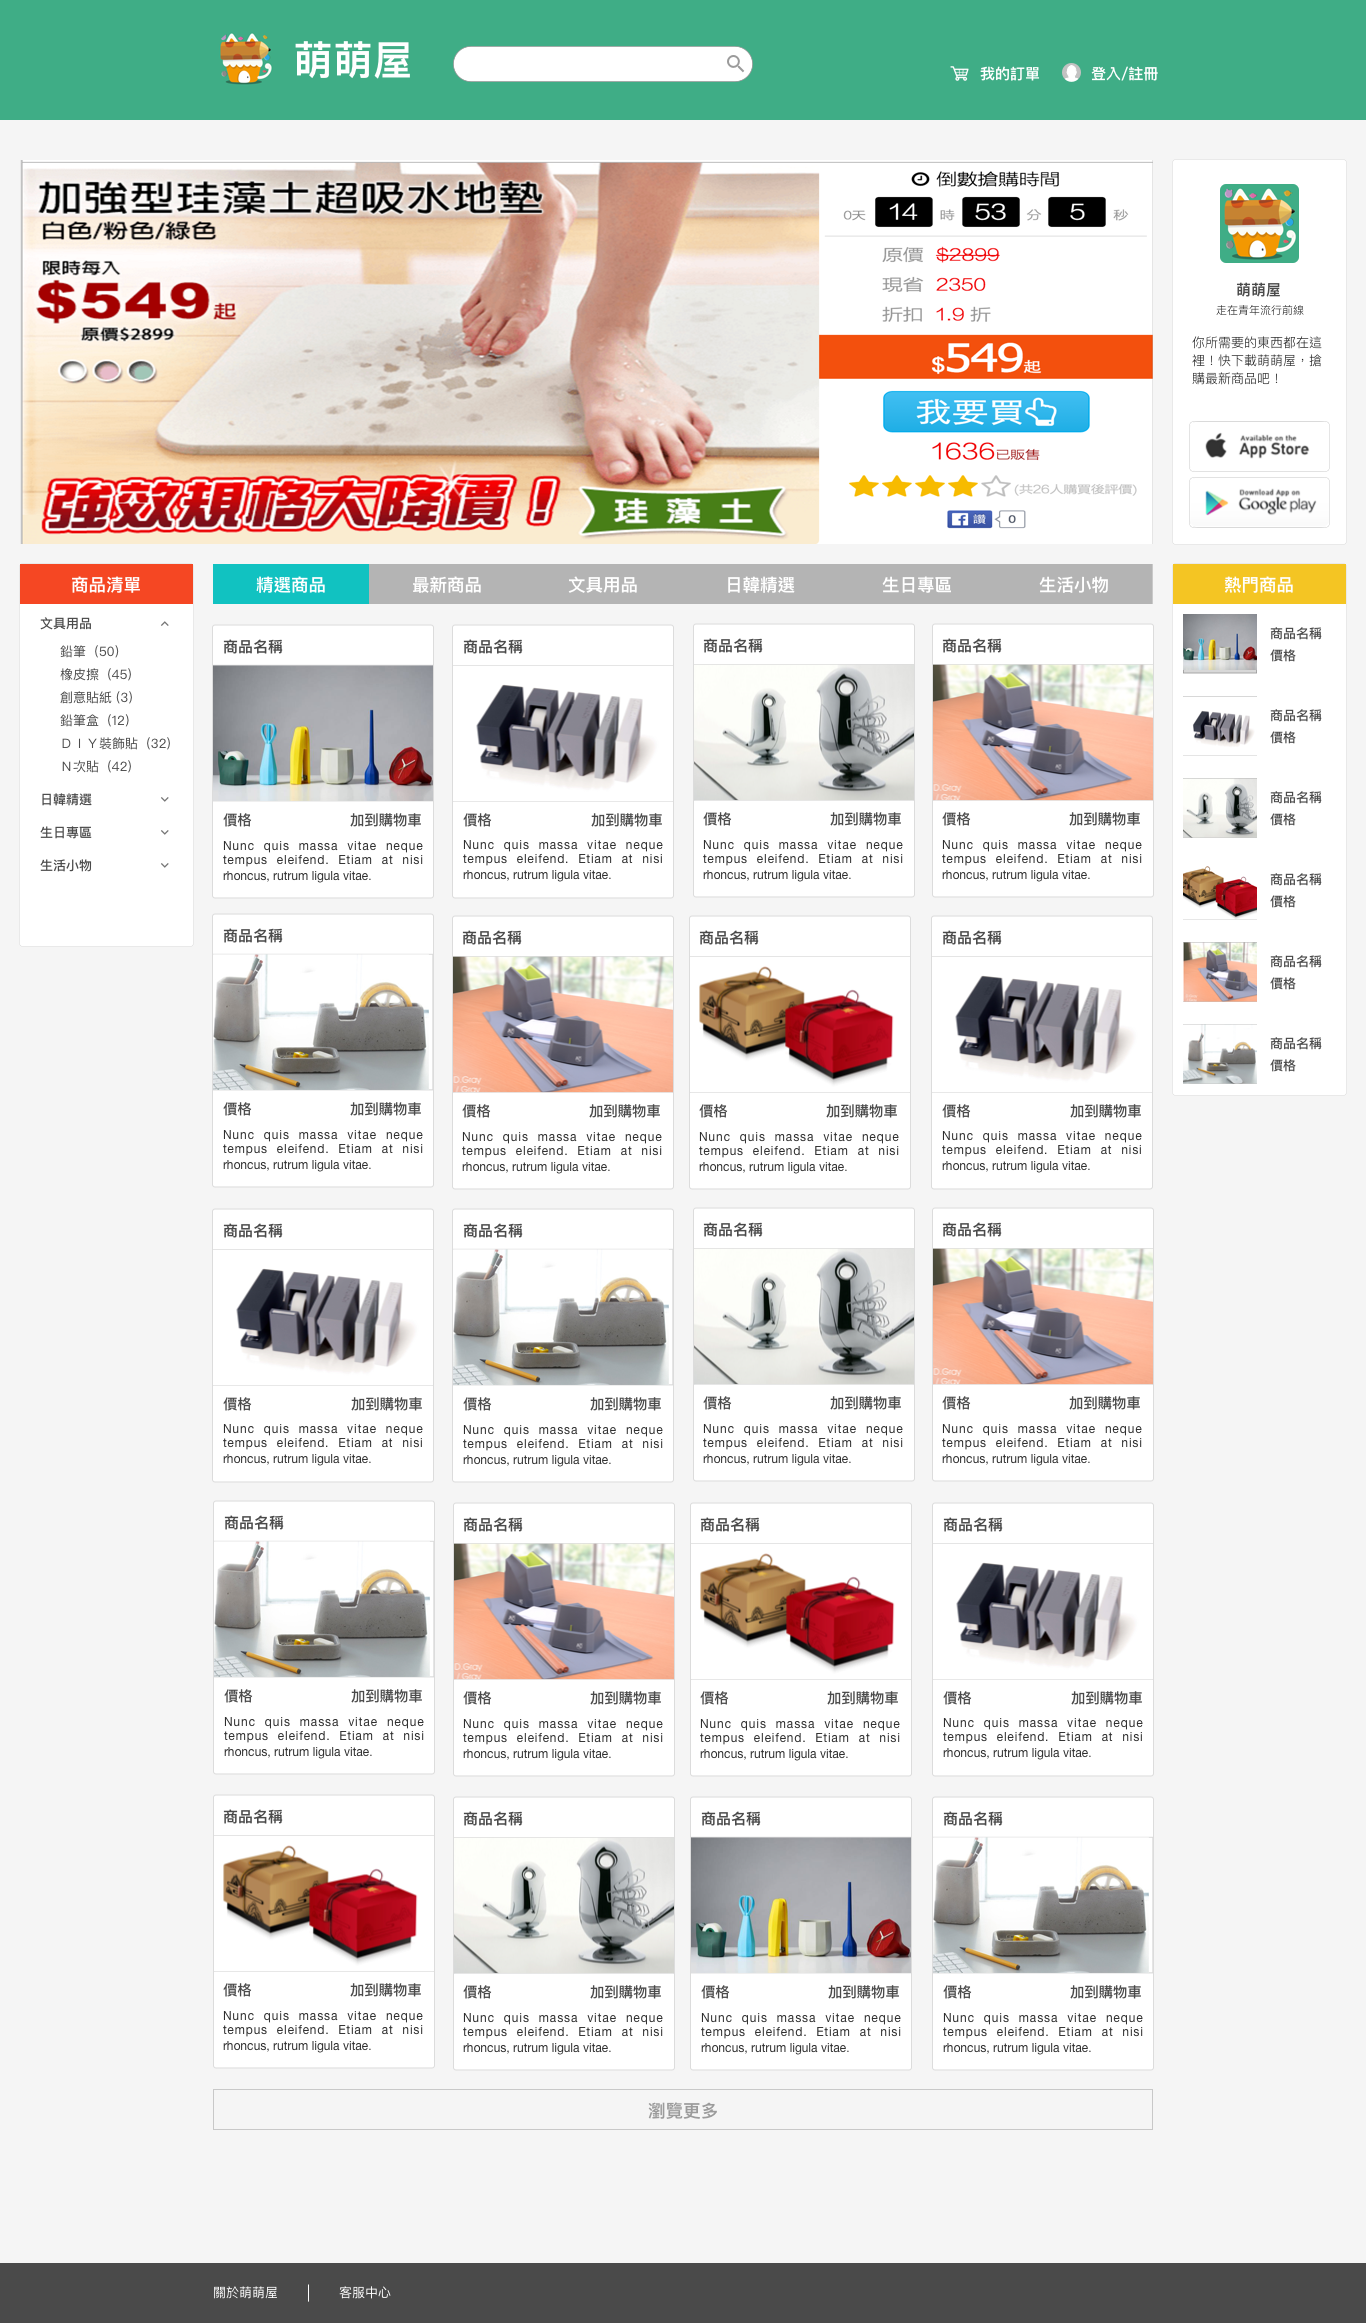 萌萌屋
我的訂單
登入/註冊
加強型珪藻土超吸水地墊
白色/粉色/綠色
限時每入
$549起
原價$2899
強效規格大降價！
珪藻土
倒數搶購時間
0天 14 時 53 分 5 秒
原價 $2899
現省 2350
折扣 1.9 折
$549起
我要買
1636已販售
(共26人購買後評價)
讚 0
萌萌屋
走在青年流行前線
你所需要的東西都在這
裡！快下載萌萌屋，搶
購最新商品吧！
Available on the
App Store
Download App on
Google play
商品清單
文具用品
鉛筆 (50)
橡皮擦 (45)
創意貼紙 (3)
鉛筆盒 (12)
ＤＩＹ裝飾貼 (32)
Ｎ次貼 (42)
日韓精選
生日專區
生活小物
精選商品 最新商品 文具用品 日韓精選 生日專區 生活小物
商品名稱
價格 加到購物車
Nunc quis massa vitae neque
tempus eleifend. Etiam at nisi
rhoncus, rutrum ligula vitae.
商品名稱
價格 加到購物車
Nunc quis massa vitae neque
tempus eleifend. Etiam at nisi
rhoncus, rutrum ligula vitae.
商品名稱
價格 加到購物車
Nunc quis massa vitae neque
tempus eleifend. Etiam at nisi
rhoncus, rutrum ligula vitae.
商品名稱
D.Gray
/ Gray
價格 加到購物車
Nunc quis massa vitae neque
tempus eleifend. Etiam at nisi
rhoncus, rutrum ligula vitae.
商品名稱
價格 加到購物車
Nunc quis massa vitae neque
tempus eleifend. Etiam at nisi
rhoncus, rutrum ligula vitae.
商品名稱
D.Gray
/ Gray
價格 加到購物車
Nunc quis massa vitae neque
tempus eleifend. Etiam at nisi
rhoncus, rutrum ligula vitae.
商品名稱
價格 加到購物車
Nunc quis massa vitae neque
tempus eleifend. Etiam at nisi
rhoncus, rutrum ligula vitae.
商品名稱
價格 加到購物車
Nunc quis massa vitae neque
tempus eleifend. Etiam at nisi
rhoncus, rutrum ligula vitae.
商品名稱
價格 加到購物車
Nunc quis massa vitae neque
tempus eleifend. Etiam at nisi
rhoncus, rutrum ligula vitae.
商品名稱
價格 加到購物車
Nunc quis massa vitae neque
tempus eleifend. Etiam at nisi
rhoncus, rutrum ligula vitae.
商品名稱
價格 加到購物車
Nunc quis massa vitae neque
tempus eleifend. Etiam at nisi
rhoncus, rutrum ligula vitae.
商品名稱
D.Gray
/ Gray
價格 加到購物車
Nunc quis massa vitae neque
tempus eleifend. Etiam at nisi
rhoncus, rutrum ligula vitae.
商品名稱
價格 加到購物車
Nunc quis massa vitae neque
tempus eleifend. Etiam at nisi
rhoncus, rutrum ligula vitae.
商品名稱
D.Gray
/ Gray
價格 加到購物車
Nunc quis massa vitae neque
tempus eleifend. Etiam at nisi
rhoncus, rutrum ligula vitae.
商品名稱
價格 加到購物車
Nunc quis massa vitae neque
tempus eleifend. Etiam at nisi
rhoncus, rutrum ligula vitae.
商品名稱
價格 加到購物車
Nunc quis massa vitae neque
tempus eleifend. Etiam at nisi
rhoncus, rutrum ligula vitae.
商品名稱
價格 加到購物車
Nunc quis massa vitae neque
tempus eleifend. Etiam at nisi
rhoncus, rutrum ligula vitae.
商品名稱
價格 加到購物車
Nunc quis massa vitae neque
tempus eleifend. Etiam at nisi
rhoncus, rutrum ligula vitae.
商品名稱
價格 加到購物車
Nunc quis massa vitae neque
tempus eleifend. Etiam at nisi
rhoncus, rutrum ligula vitae.
商品名稱
價格 加到購物車
Nunc quis massa vitae neque
tempus eleifend. Etiam at nisi
rhoncus, rutrum ligula vitae.
瀏覽更多
熱門商品
商品名稱
價格
商品名稱
價格
商品名稱
價格
商品名稱
價格
商品名稱
價格
商品名稱
價格
關於萌萌屋
客服中心